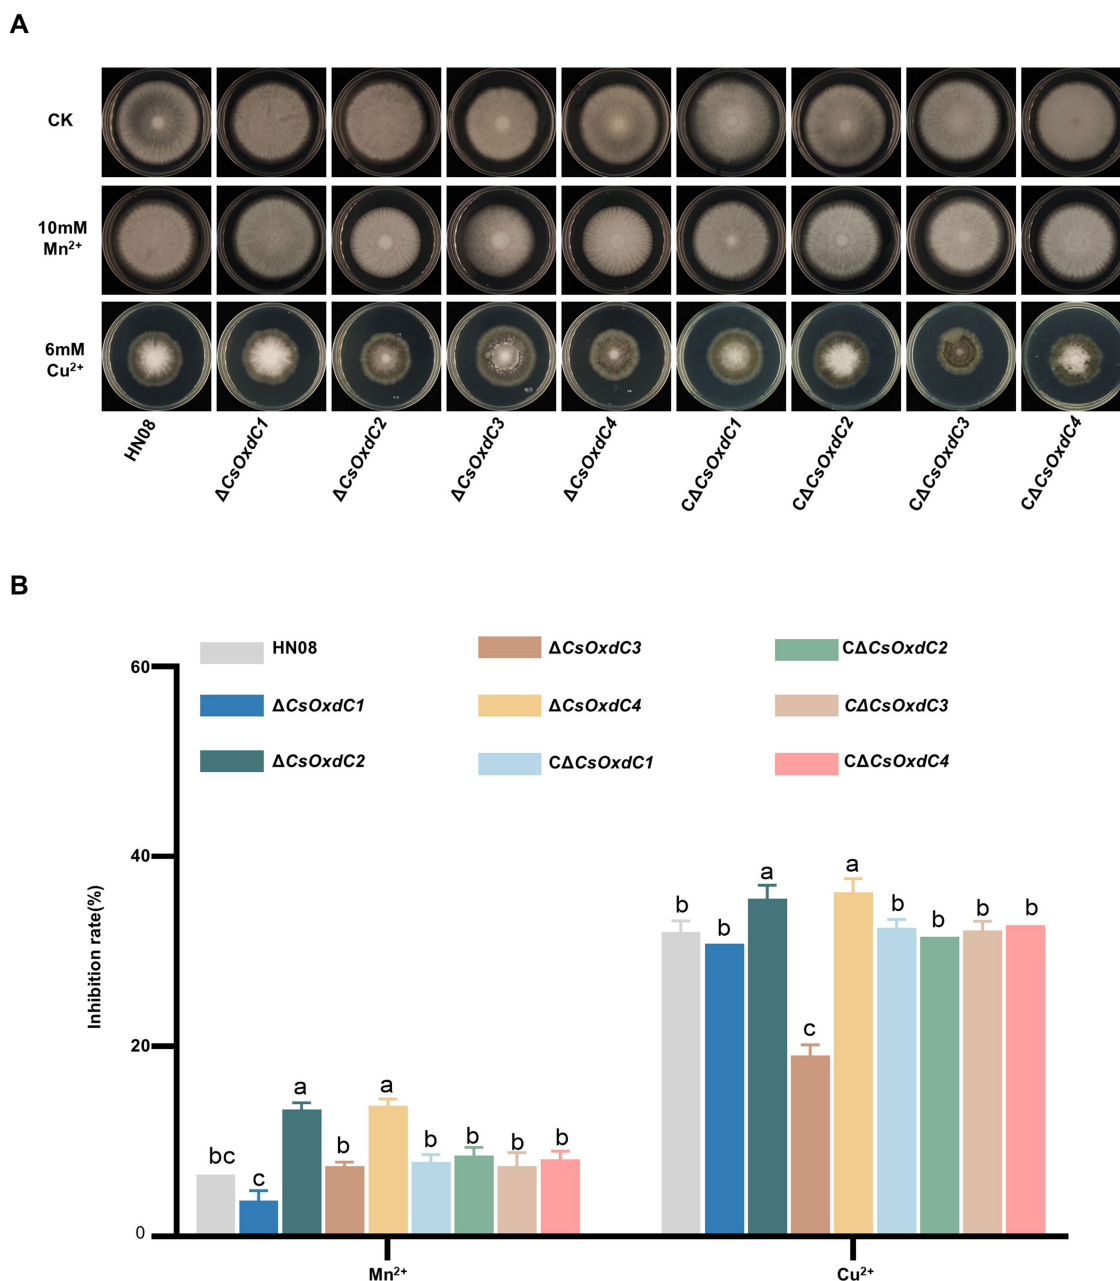 A
CK
10mM
Mn²⁺
6mM
Cu²⁺
HN08
ΔCsOxdC1
ΔCsOxdC2
ΔCsOxdC3
ΔCsOxdC4
CΔCsOxdC1
CΔCsOxdC2
CΔCsOxdC3
CΔCsOxdC4
B
HN08
ΔCsOxdC1
ΔCsOxdC2
ΔCsOxdC3
ΔCsOxdC4
CΔCsOxdC1
CΔCsOxdC2
CΔCsOxdC3
CΔCsOxdC4
Inhibition rate(%)
60
40
20
0
bc
c
a
b
a
b
b
b
b
b
b
a
c
a
b
b
b
b
Mn²⁺
Cu²⁺